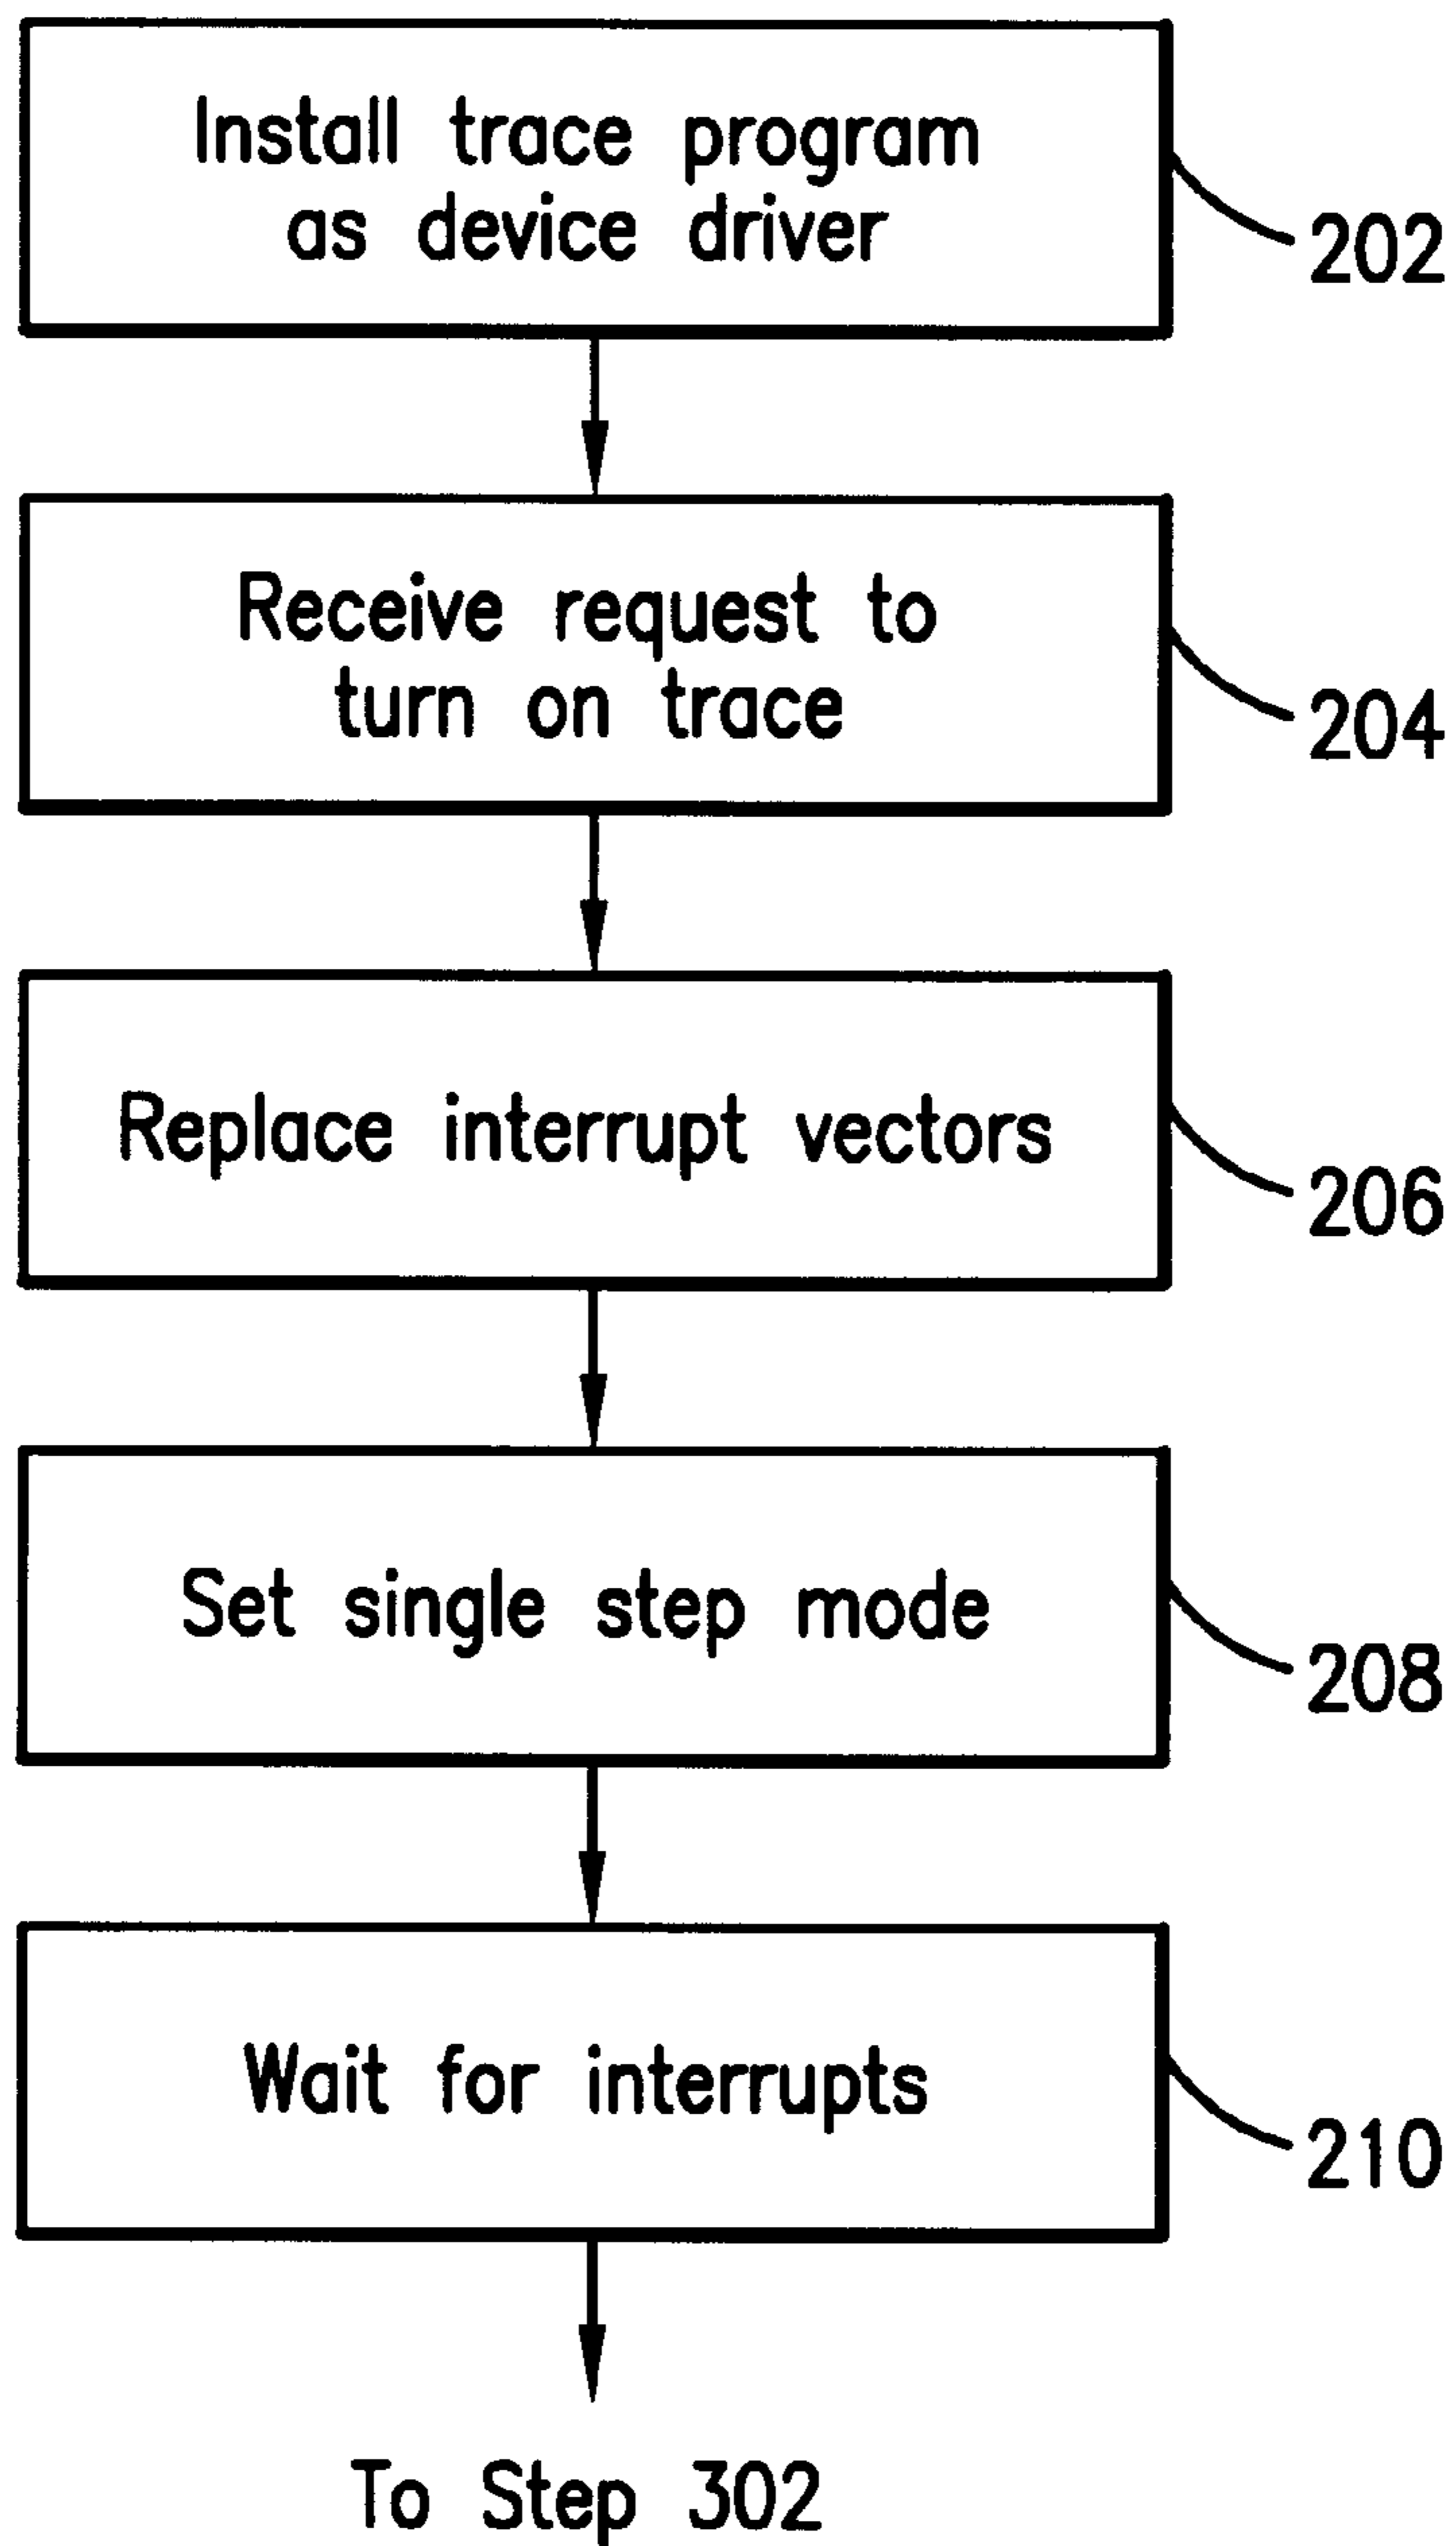 Install trace program
as device driver
202
Receive request to
turn on trace
204
Replace interrupt vectors
206
Set single step mode
208
Wait for interrupts
210
To Step 302